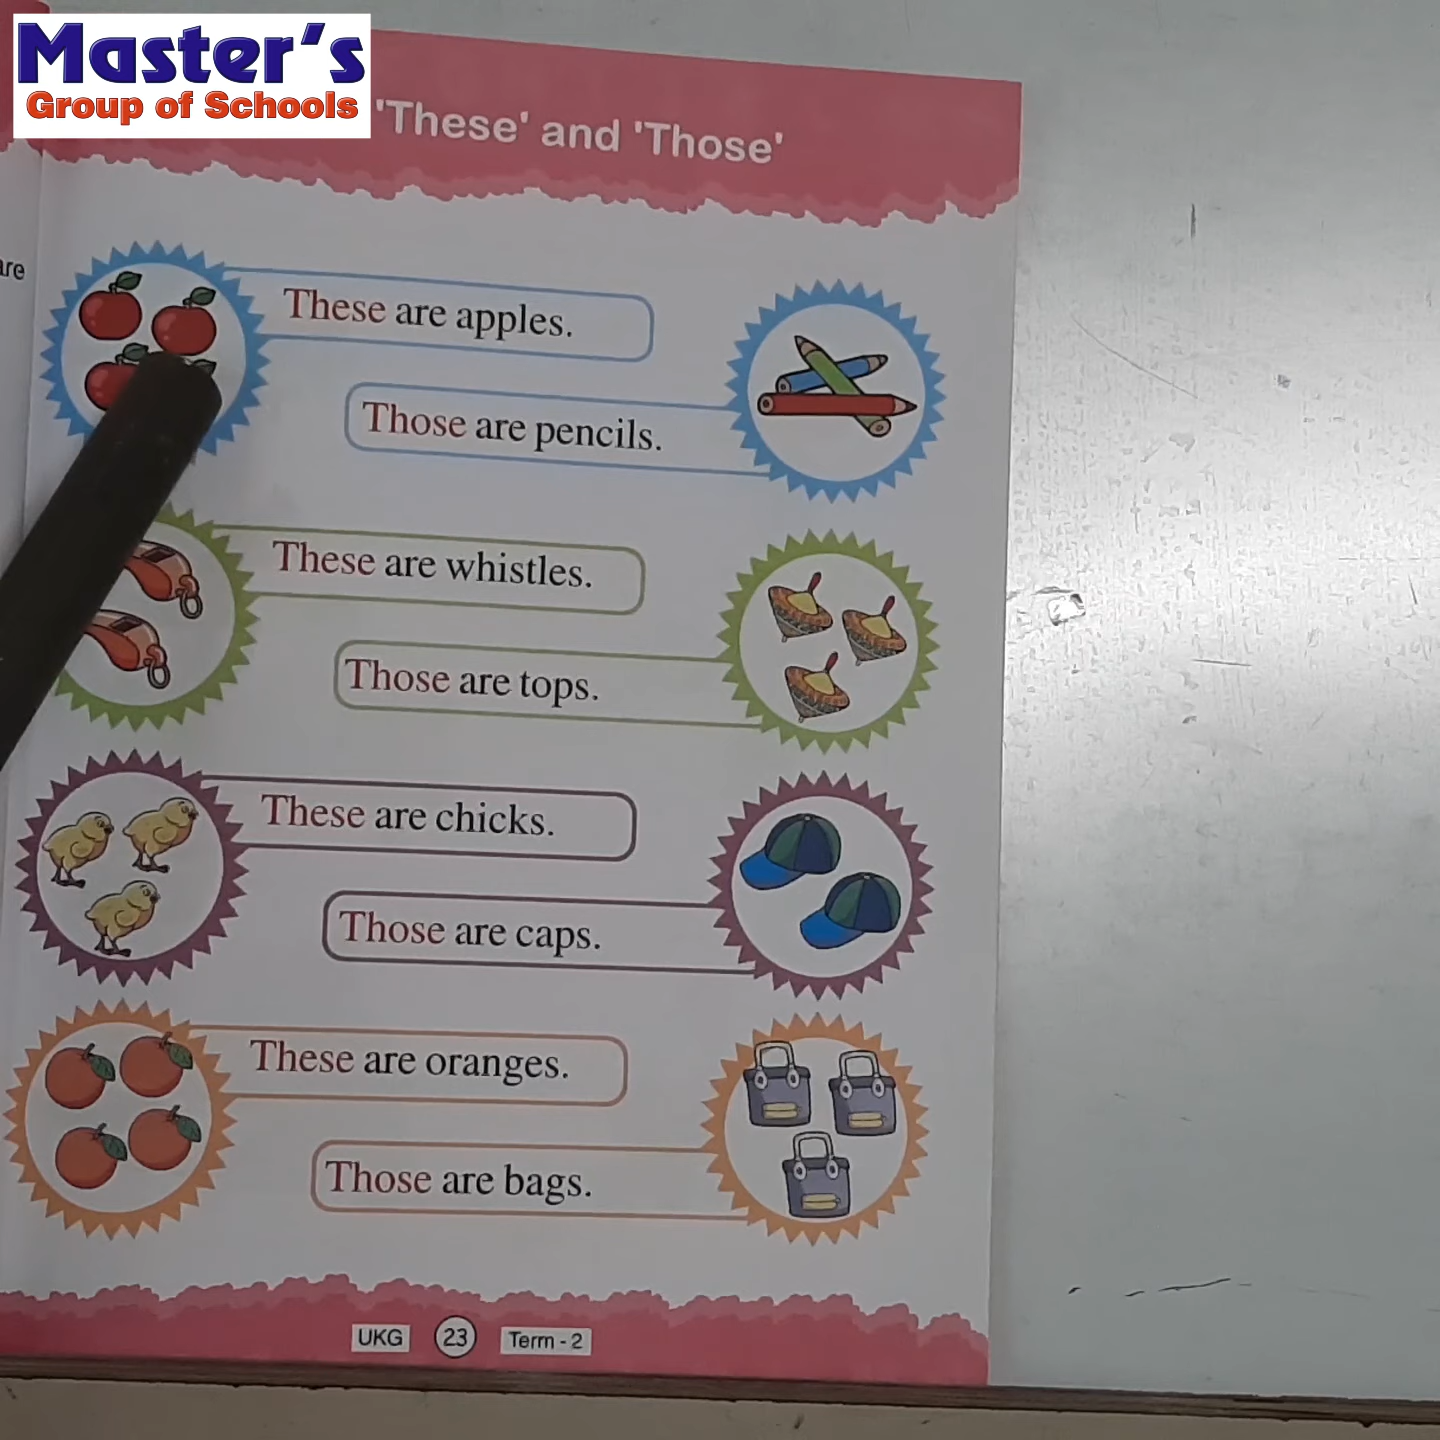 Master's
Group of Schools
'These' and 'Those'
are
These are apples.
Those are pencils.
These are whistles.
Those are tops.
These are chicks.
Those are caps.
These are oranges.
Those are bags.
UKG 23 Term - 2